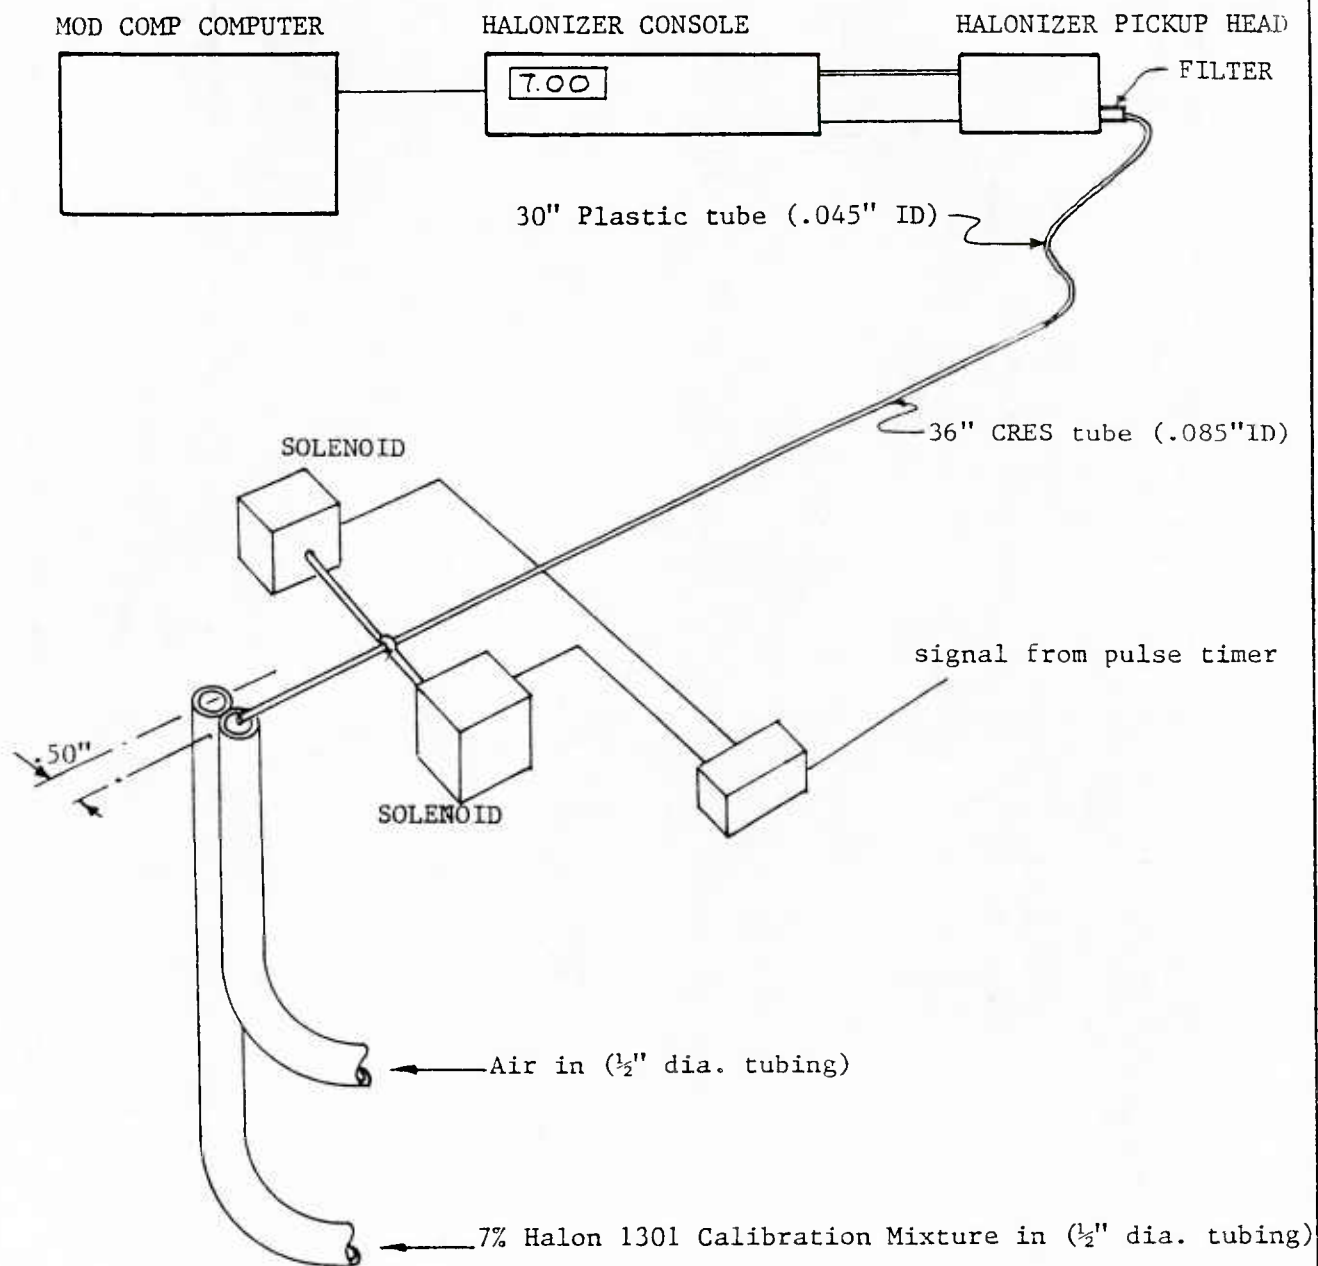 MOD COMP COMPUTER
HALONIZER CONSOLE
HALONIZER PICKUP HEAD
7.00
FILTER
30" Plastic tube (.045" ID)
36" CRES tube (.085"ID)
SOLENOID
signal from pulse timer
.50"
SOLENOID
Air in (½" dia. tubing)
7% Halon 1301 Calibration Mixture in (½" dia. tubing)